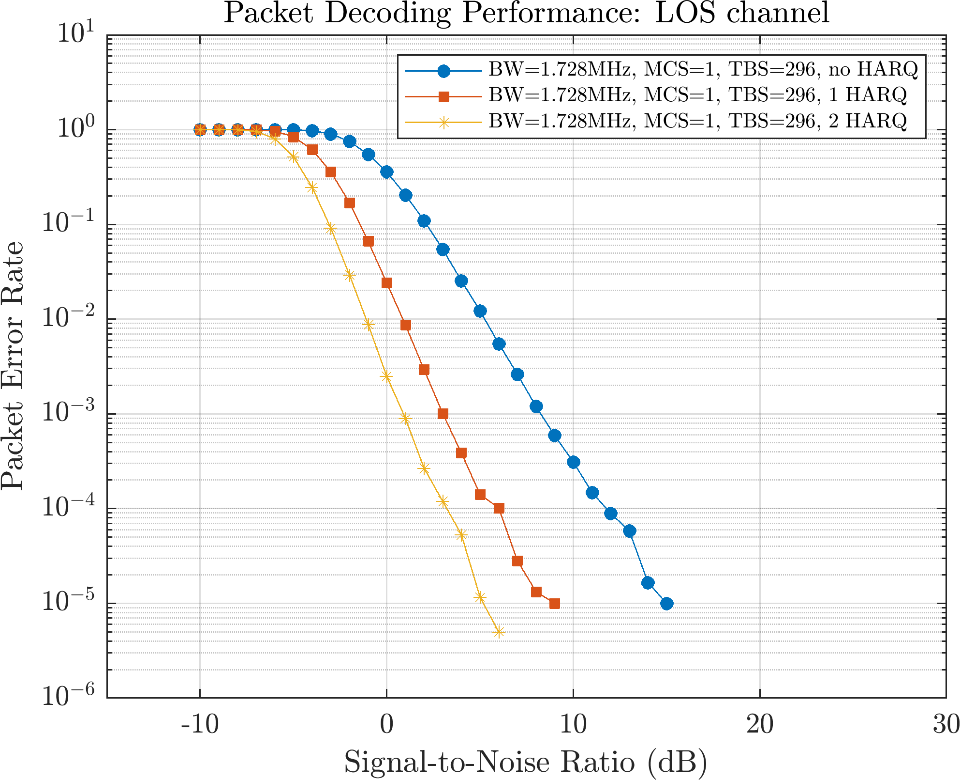 Packet Decoding Performance: LOS channel
BW=1.728MHz, MCS=1, TBS=296, no HARQ
BW=1.728MHz, MCS=1, TBS=296, 1 HARQ
BW=1.728MHz, MCS=1, TBS=296, 2 HARQ
Packet Error Rate
10^1
10^0
10^-1
10^-2
10^-3
10^-4
10^-5
10^-6
-10 0 10 20 30
Signal-to-Noise Ratio (dB)